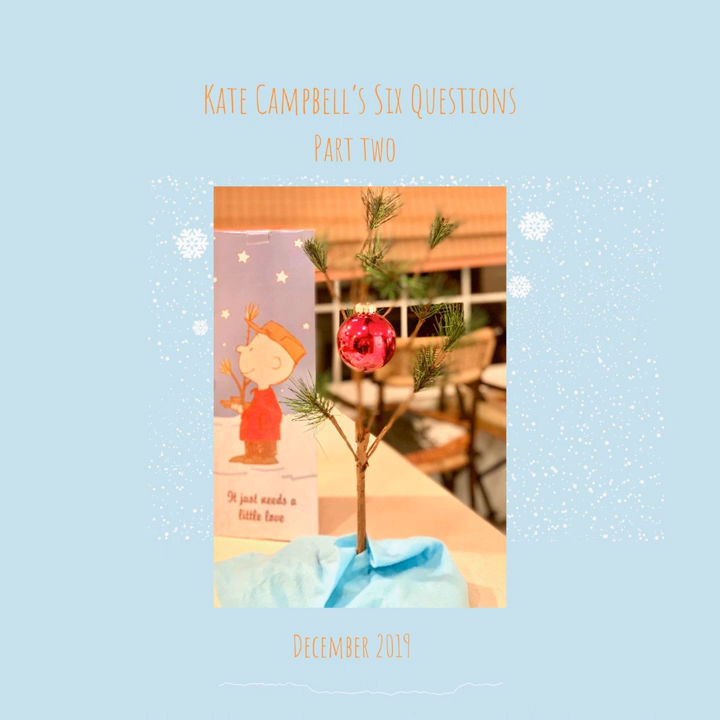 Kate Campbell's Six Questions
Part two
It just needs a
little love
December 2019